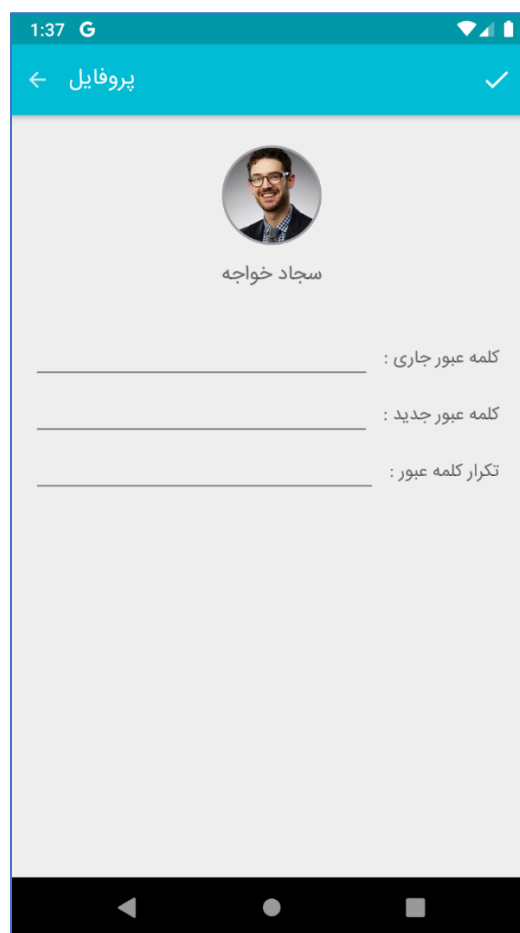 1:37 G
پروفایل
سجاد خواجه
کلمه عبور جاری :
کلمه عبور جدید :
تکرار کلمه عبور :